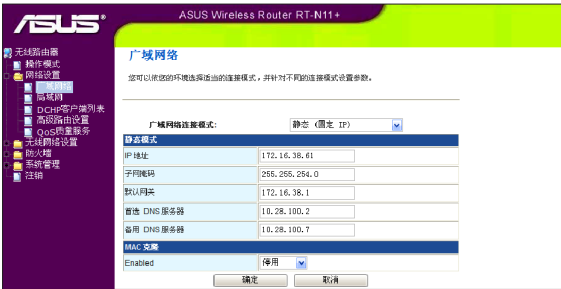 ASUS Wireless Router RT-N11+
/SUS
无线路由器
操作模式
网络设置
广域网络
局域网
DCHP客户端列表
高级路由设置
QoS质量服务
无线网络设置
防火墙
系统管理
注销
广域网络
您可以依您的环境选择适当的连接模式，并针对不同的连接模式设置参数。
广域网络连接模式: 静态 (固定 IP)
静态模式
IP 地址 172.16.38.61
子网掩码 255.255.254.0
默认网关 172.16.38.1
首选 DNS 服务器 10.28.100.2
备用 DNS 服务器 10.28.100.7
MAC 克隆
Enabled 停用
确定 取消